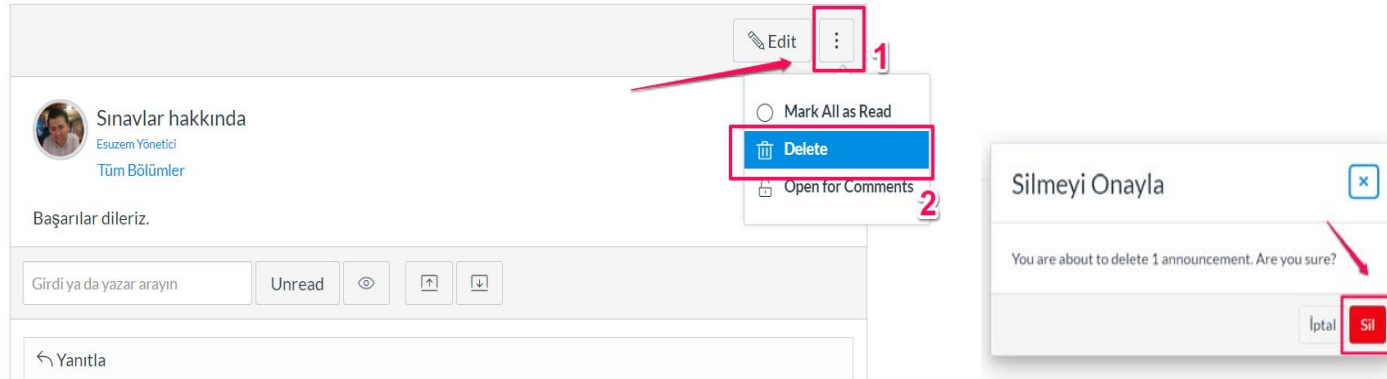 Edit
1
Mark All as Read
Delete
Open for Comments
2
Sınavlar hakkında
Esuzem Yönetici
Tüm Bölümler
Başarılar dileriz.
Girdi ya da yazar arayın
Unread
Yanıtla
Silmeyi Onayla
You are about to delete 1 announcement. Are you sure?
İptal
Sil